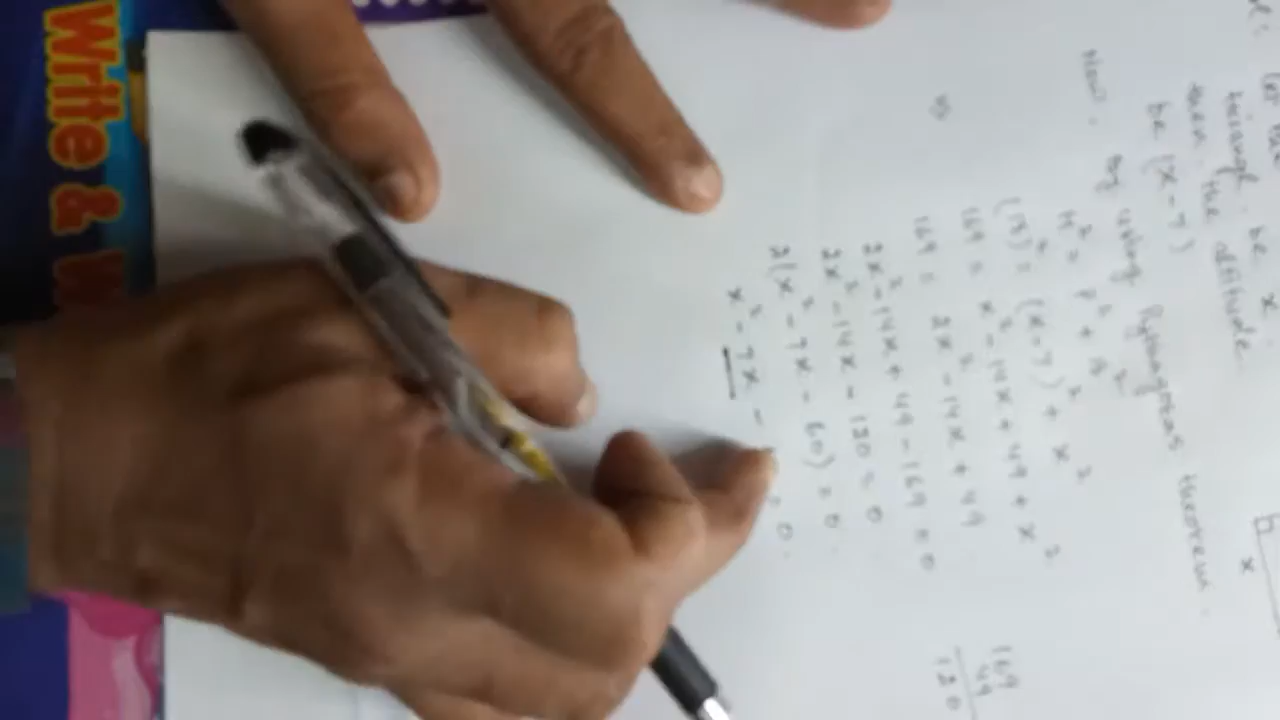 let be
triangle be x
then the altitude
be (x-7)
Now, by using Pythagoras theorem.
H² = P² + B²
(13)² = (x-7)² + x²
169 = x² - 14x + 49 + x²
169 = 2x² - 14x + 49
2x² - 14x + 49 - 169 = 0
2x² - 14x - 120 = 0
2(x² - 7x - 60) = 0
x² - 7x - = 0.
x
169
49
120
Write &